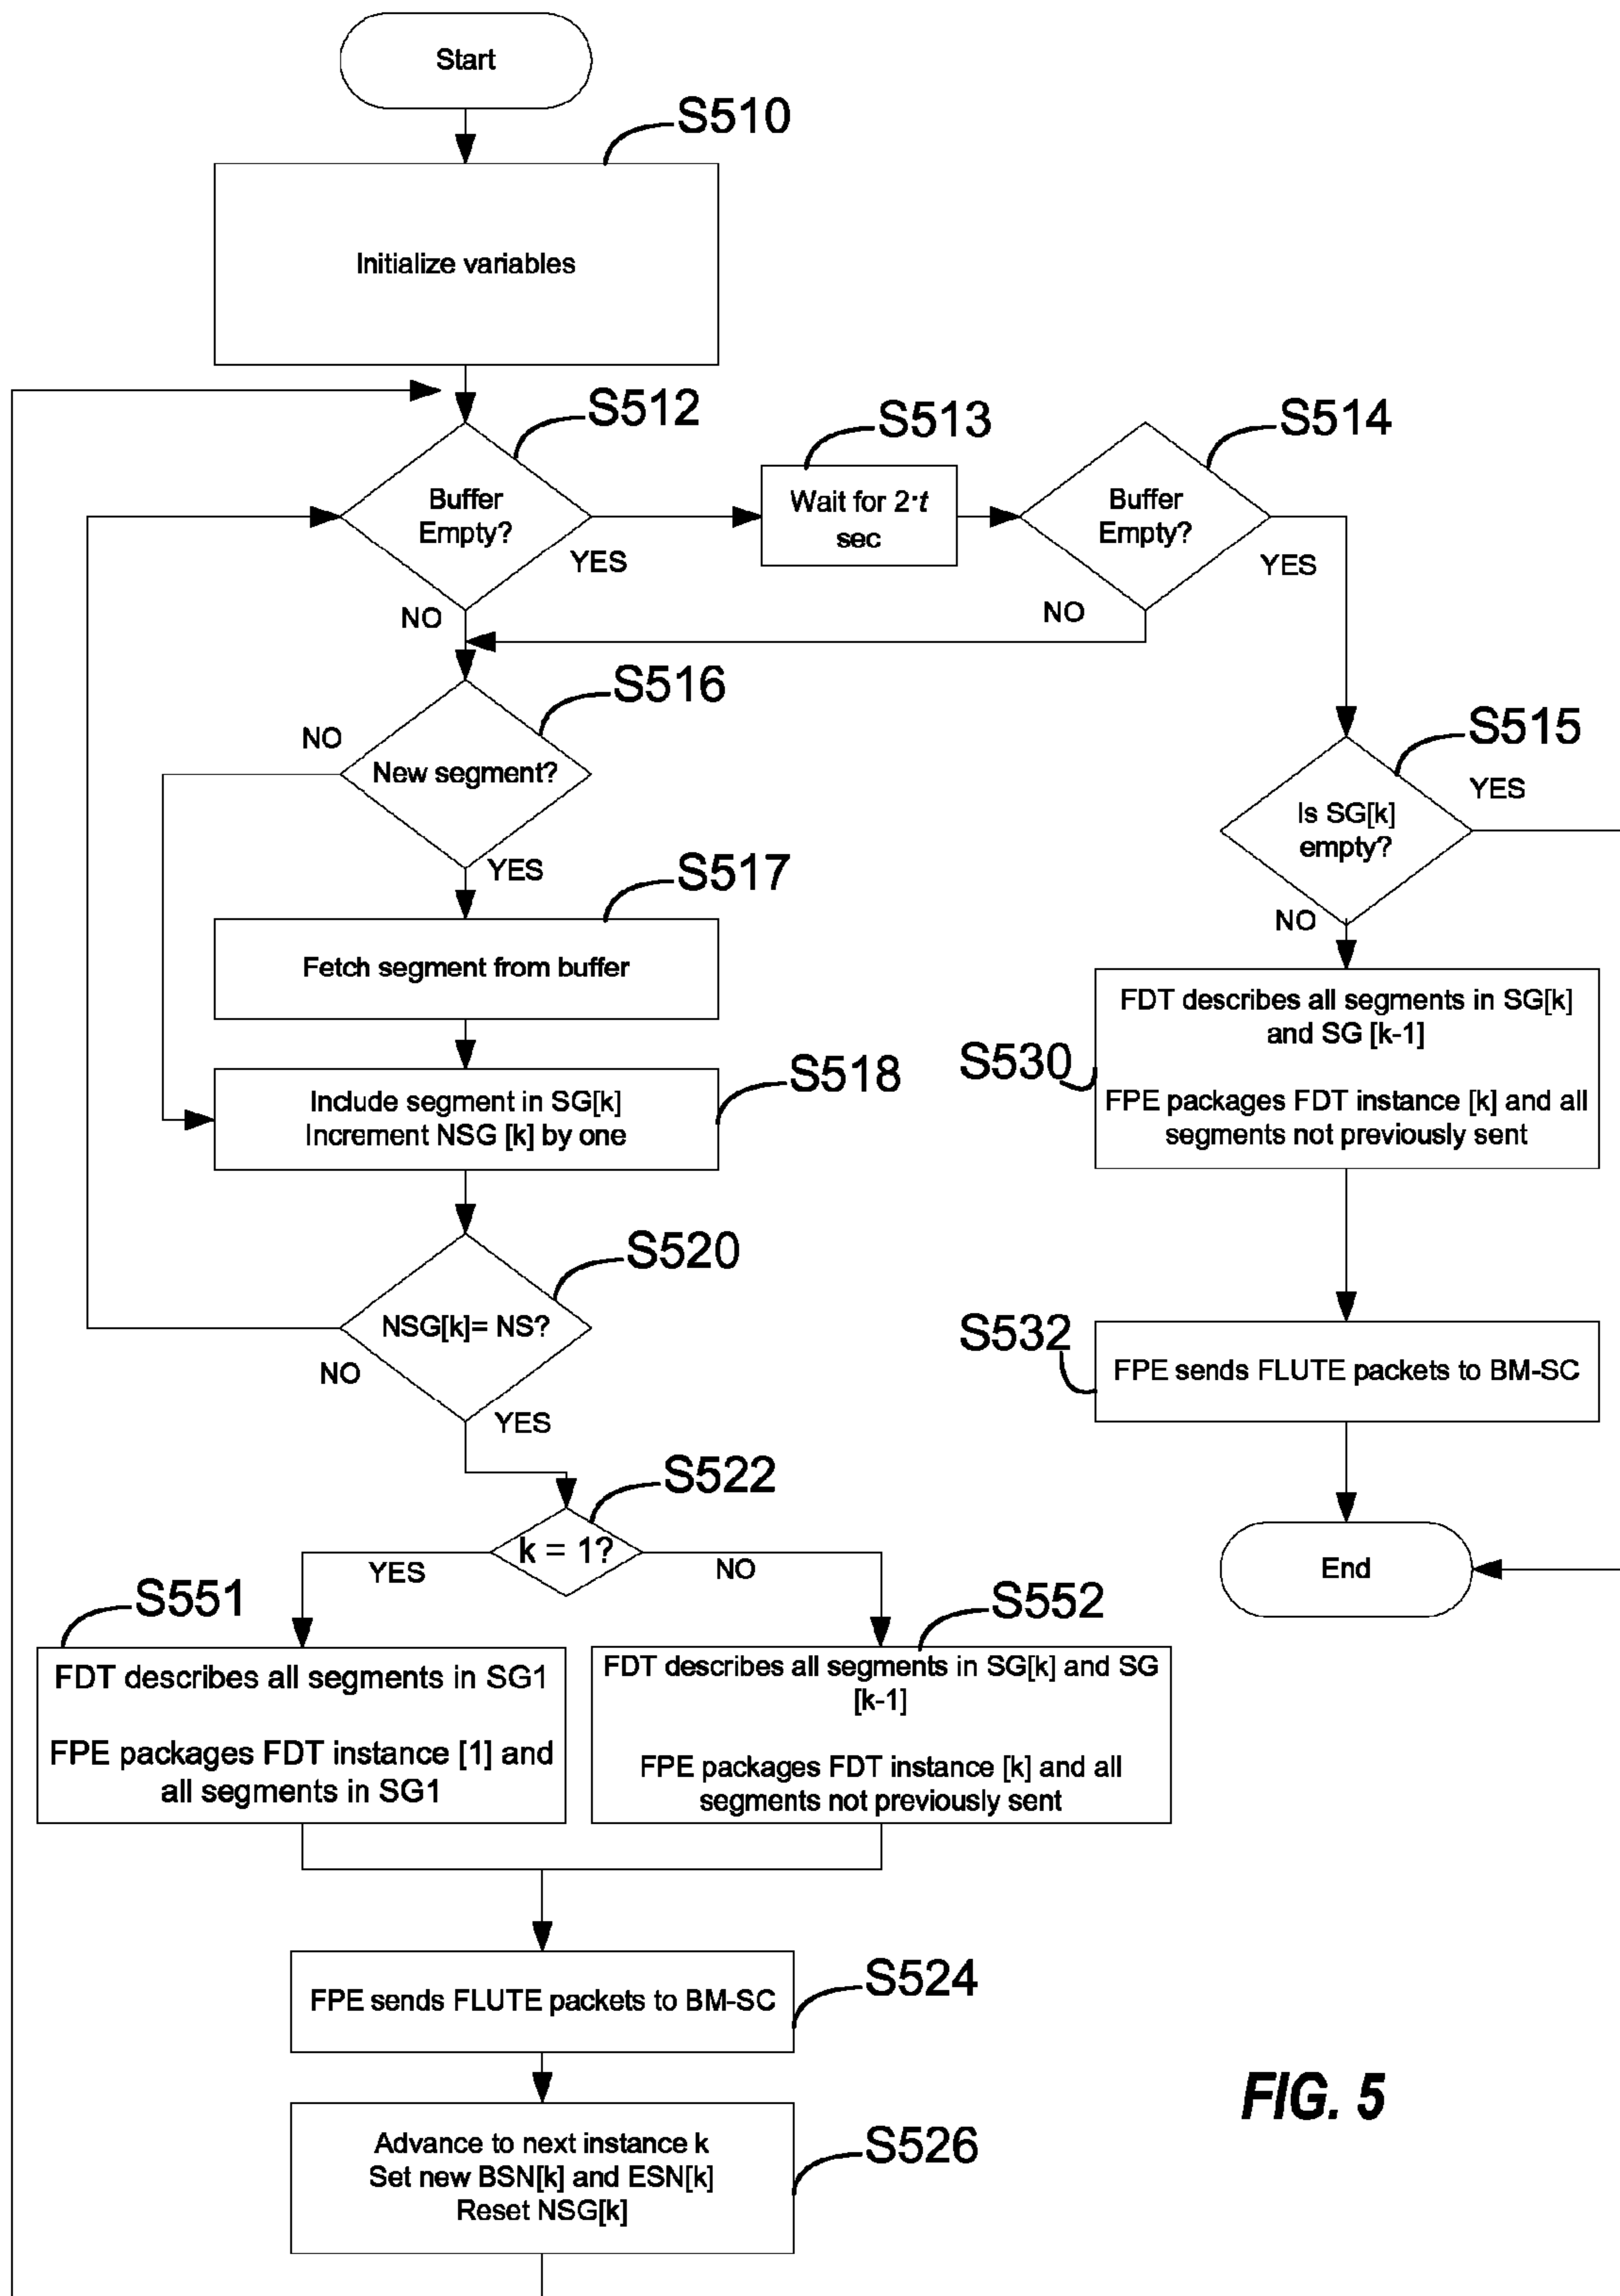 Start
S510
Initialize variables
S512
S513
S514
Buffer
Empty?
YES
NO
Wait for 2·t
sec
Buffer
Empty?
YES
NO
S516
NO
New segment?
YES
S515
YES
Is SG[k]
empty?
NO
S517
Fetch segment from buffer
S518
Include segment in SG[k]
Increment NSG [k] by one
S530
FDT describes all segments in SG[k]
and SG [k-1]
FPE packages FDT instance [k] and all
segments not previously sent
S520
NSG[k]= NS?
NO
YES
S532
FPE sends FLUTE packets to BM-SC
S522
k = 1?
YES
NO
End
S551
FDT describes all segments in SG1
FPE packages FDT instance [1] and
all segments in SG1
S552
FDT describes all segments in SG[k] and SG
[k-1]
FPE packages FDT instance [k] and all
segments not previously sent
S524
FPE sends FLUTE packets to BM-SC
S526
Advance to next instance k
Set new BSN[k] and ESN[k]
Reset NSG[k]
FIG. 5